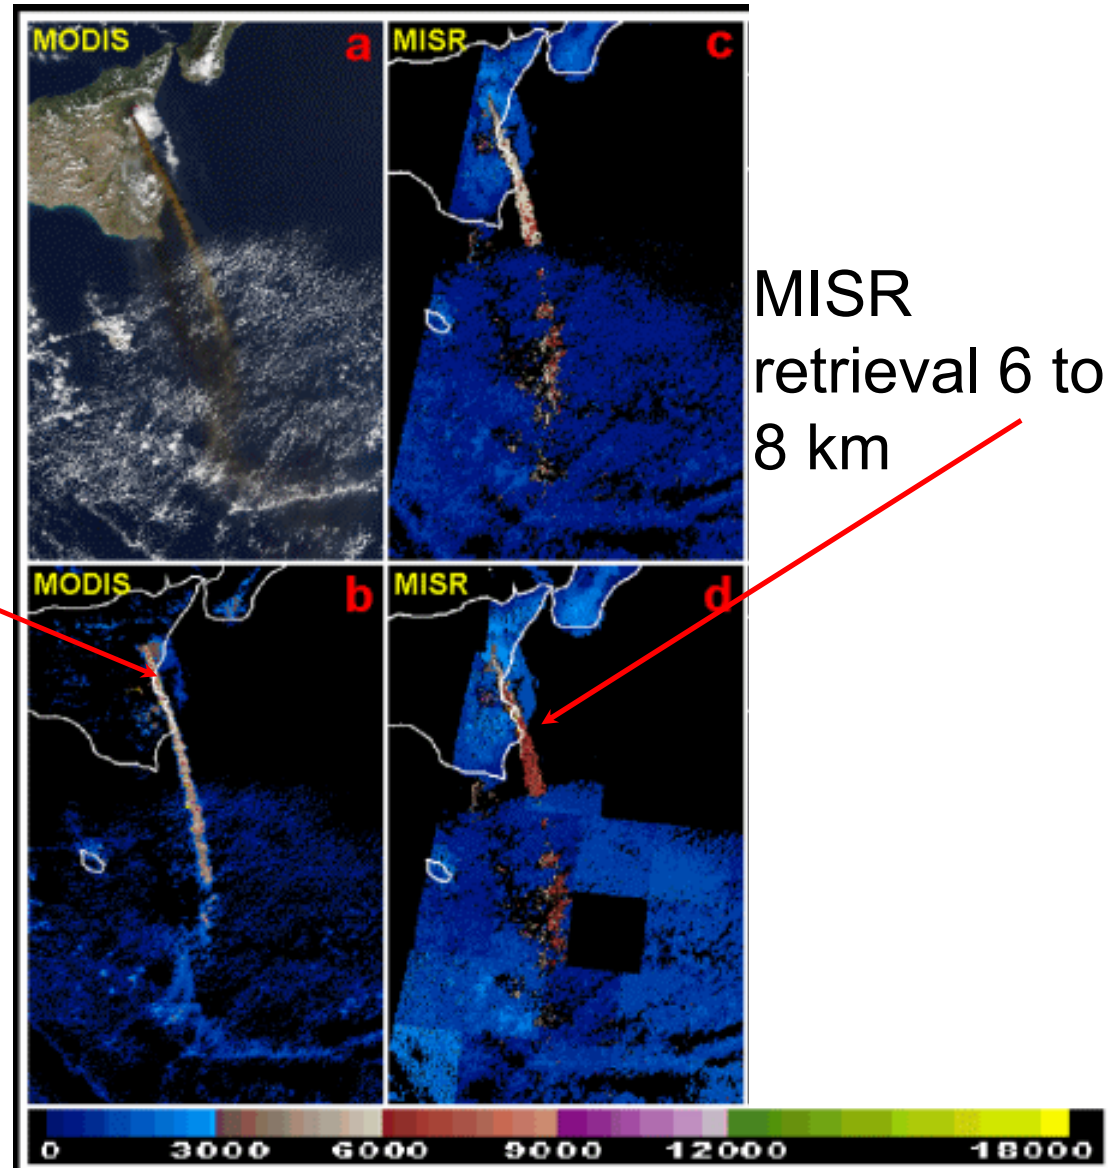 MODIS a
MISR c
MISR
retrieval 6 to
8 km
MODIS b
MISR d
0 3000 6000 9000 12000 18000